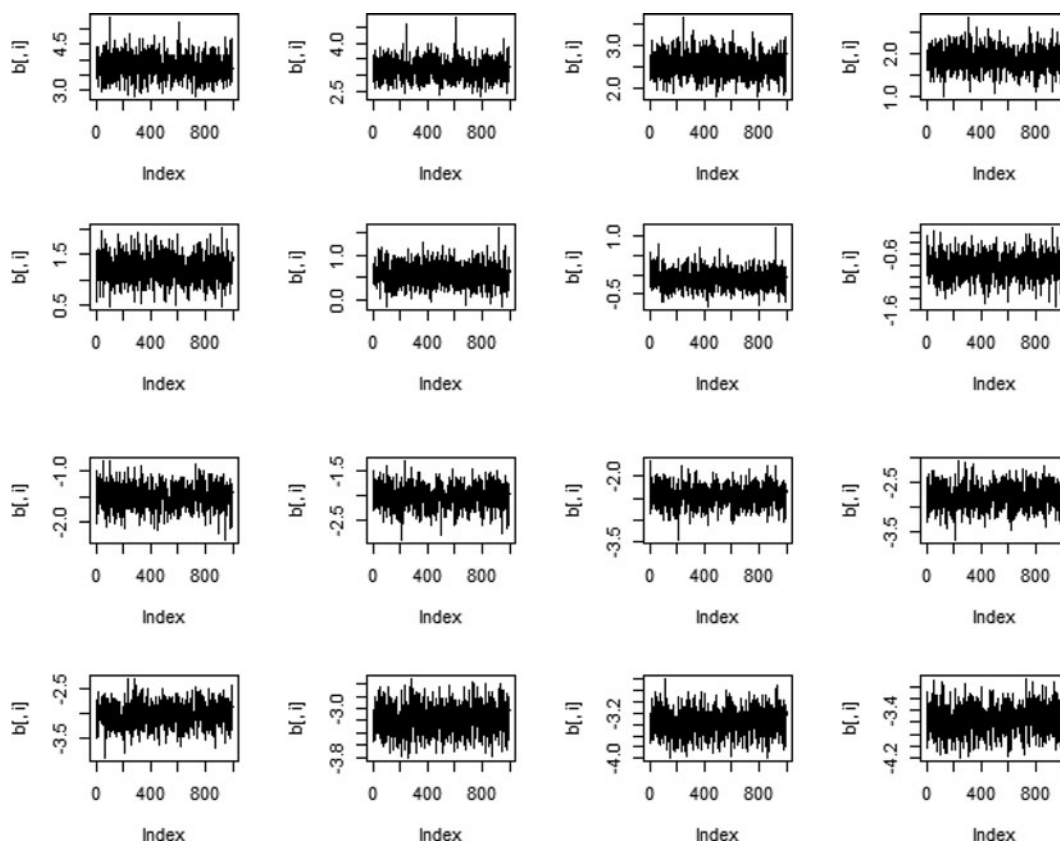 b[, i] 3.0 4.5 b[, i] 2.5 4.0 b[, i] 2.0 3.0 b[, i] 1.0 2.0
0 400 800 0 400 800 0 400 800 0 400 800
Index Index Index Index
b[, i] 0.5 1.5 b[, i] 0.0 1.0 b[, i] -0.5 1.0 b[, i] -1.6 -0.6
0 400 800 0 400 800 0 400 800 0 400 800
Index Index Index Index
b[, i] -2.0 -1.0 b[, i] -2.5 -1.5 b[, i] -3.5 -2.0 b[, i] -3.5 -2.5
0 400 800 0 400 800 0 400 800 0 400 800
Index Index Index Index
b[, i] -3.5 -2.5 b[, i] -3.8 -3.0 b[, i] -4.0 -3.2 b[, i] -4.2 -3.4
0 400 800 0 400 800 0 400 800 0 400 800
Index Index Index Index